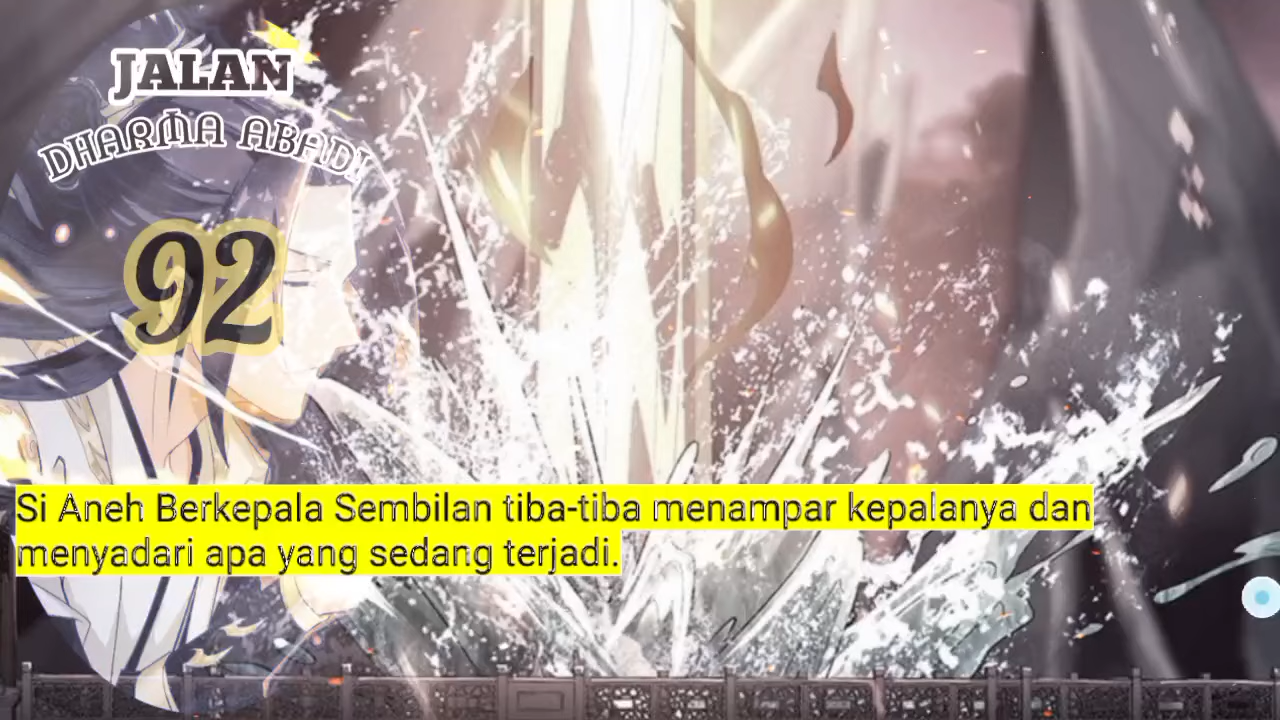 JALAN
DHARMA ABADI
92
Si Aneh Berkepala Sembilan tiba-tiba menampar kepalanya dan
menyadari apa yang sedang terjadi.